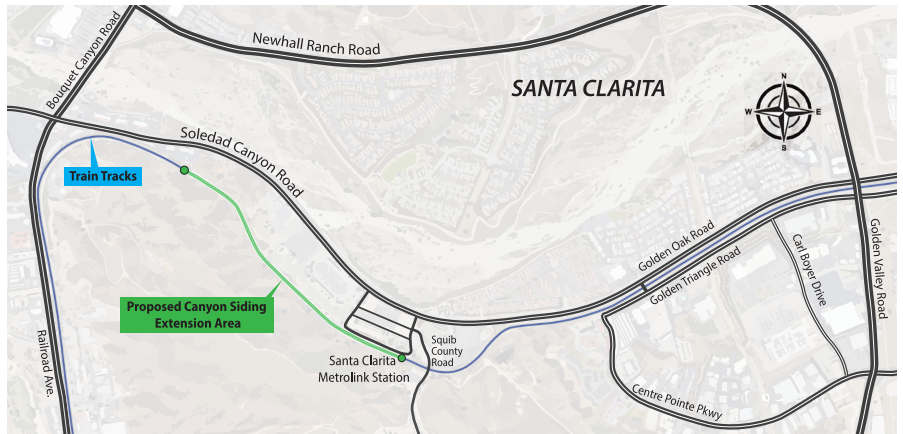 Bouquet Canyon Road
Newhall Ranch Road
SANTA CLARITA
N
W
E
S
Soledad Canyon Road
Train Tracks
Golden Oak Road
Golden Triangle Road
Carl Boyer Drive
Golden Valley Road
Proposed Canyon Siding
Extension Area
Railroad Ave.
Squib
County
Road
Santa Clarita
Metrolink Station
Centre Pointe Pkwy